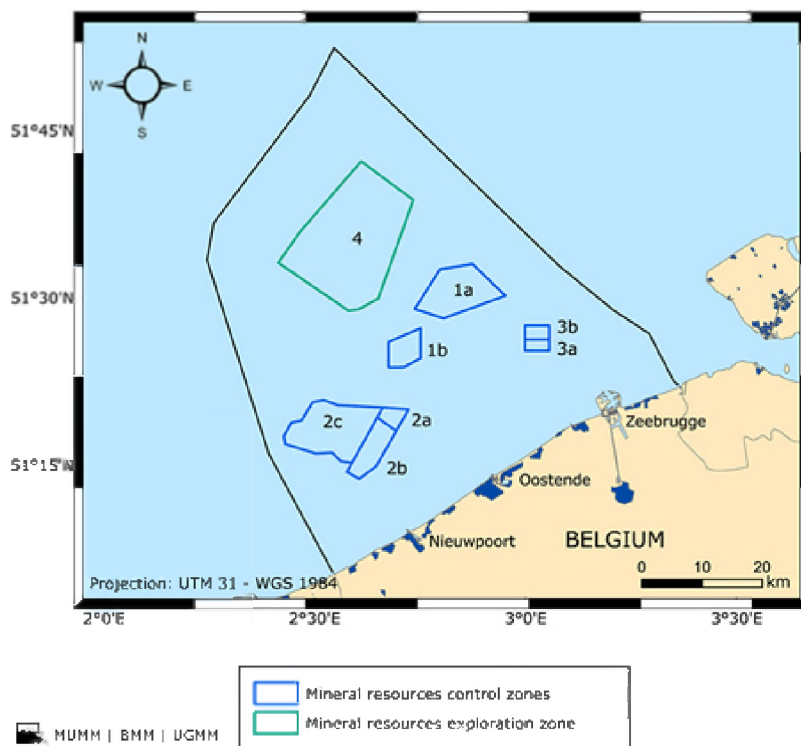 N
W E
S
51°45'N
4
51°30'N
1a
3b
1b
3a
2c
2a
Zeebrugge
51°15'N
2b
Oostende
Nieuwpoort
BELGIUM
0 10 20
km
Projection: UTM 31 - WGS 1984
2°0'E 2°30'E 3°0'E 3°30'E
Mineral resources control zones
Mineral resources exploration zone
MUMM | BMM | UGMM